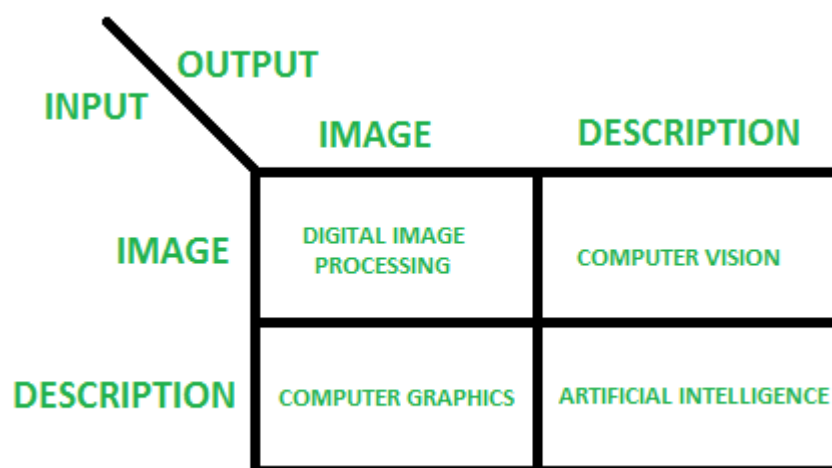 OUTPUT
INPUT
IMAGE DESCRIPTION
IMAGE
DIGITAL IMAGE
PROCESSING
COMPUTER VISION
DESCRIPTION
COMPUTER GRAPHICS
ARTIFICIAL INTELLIGENCE